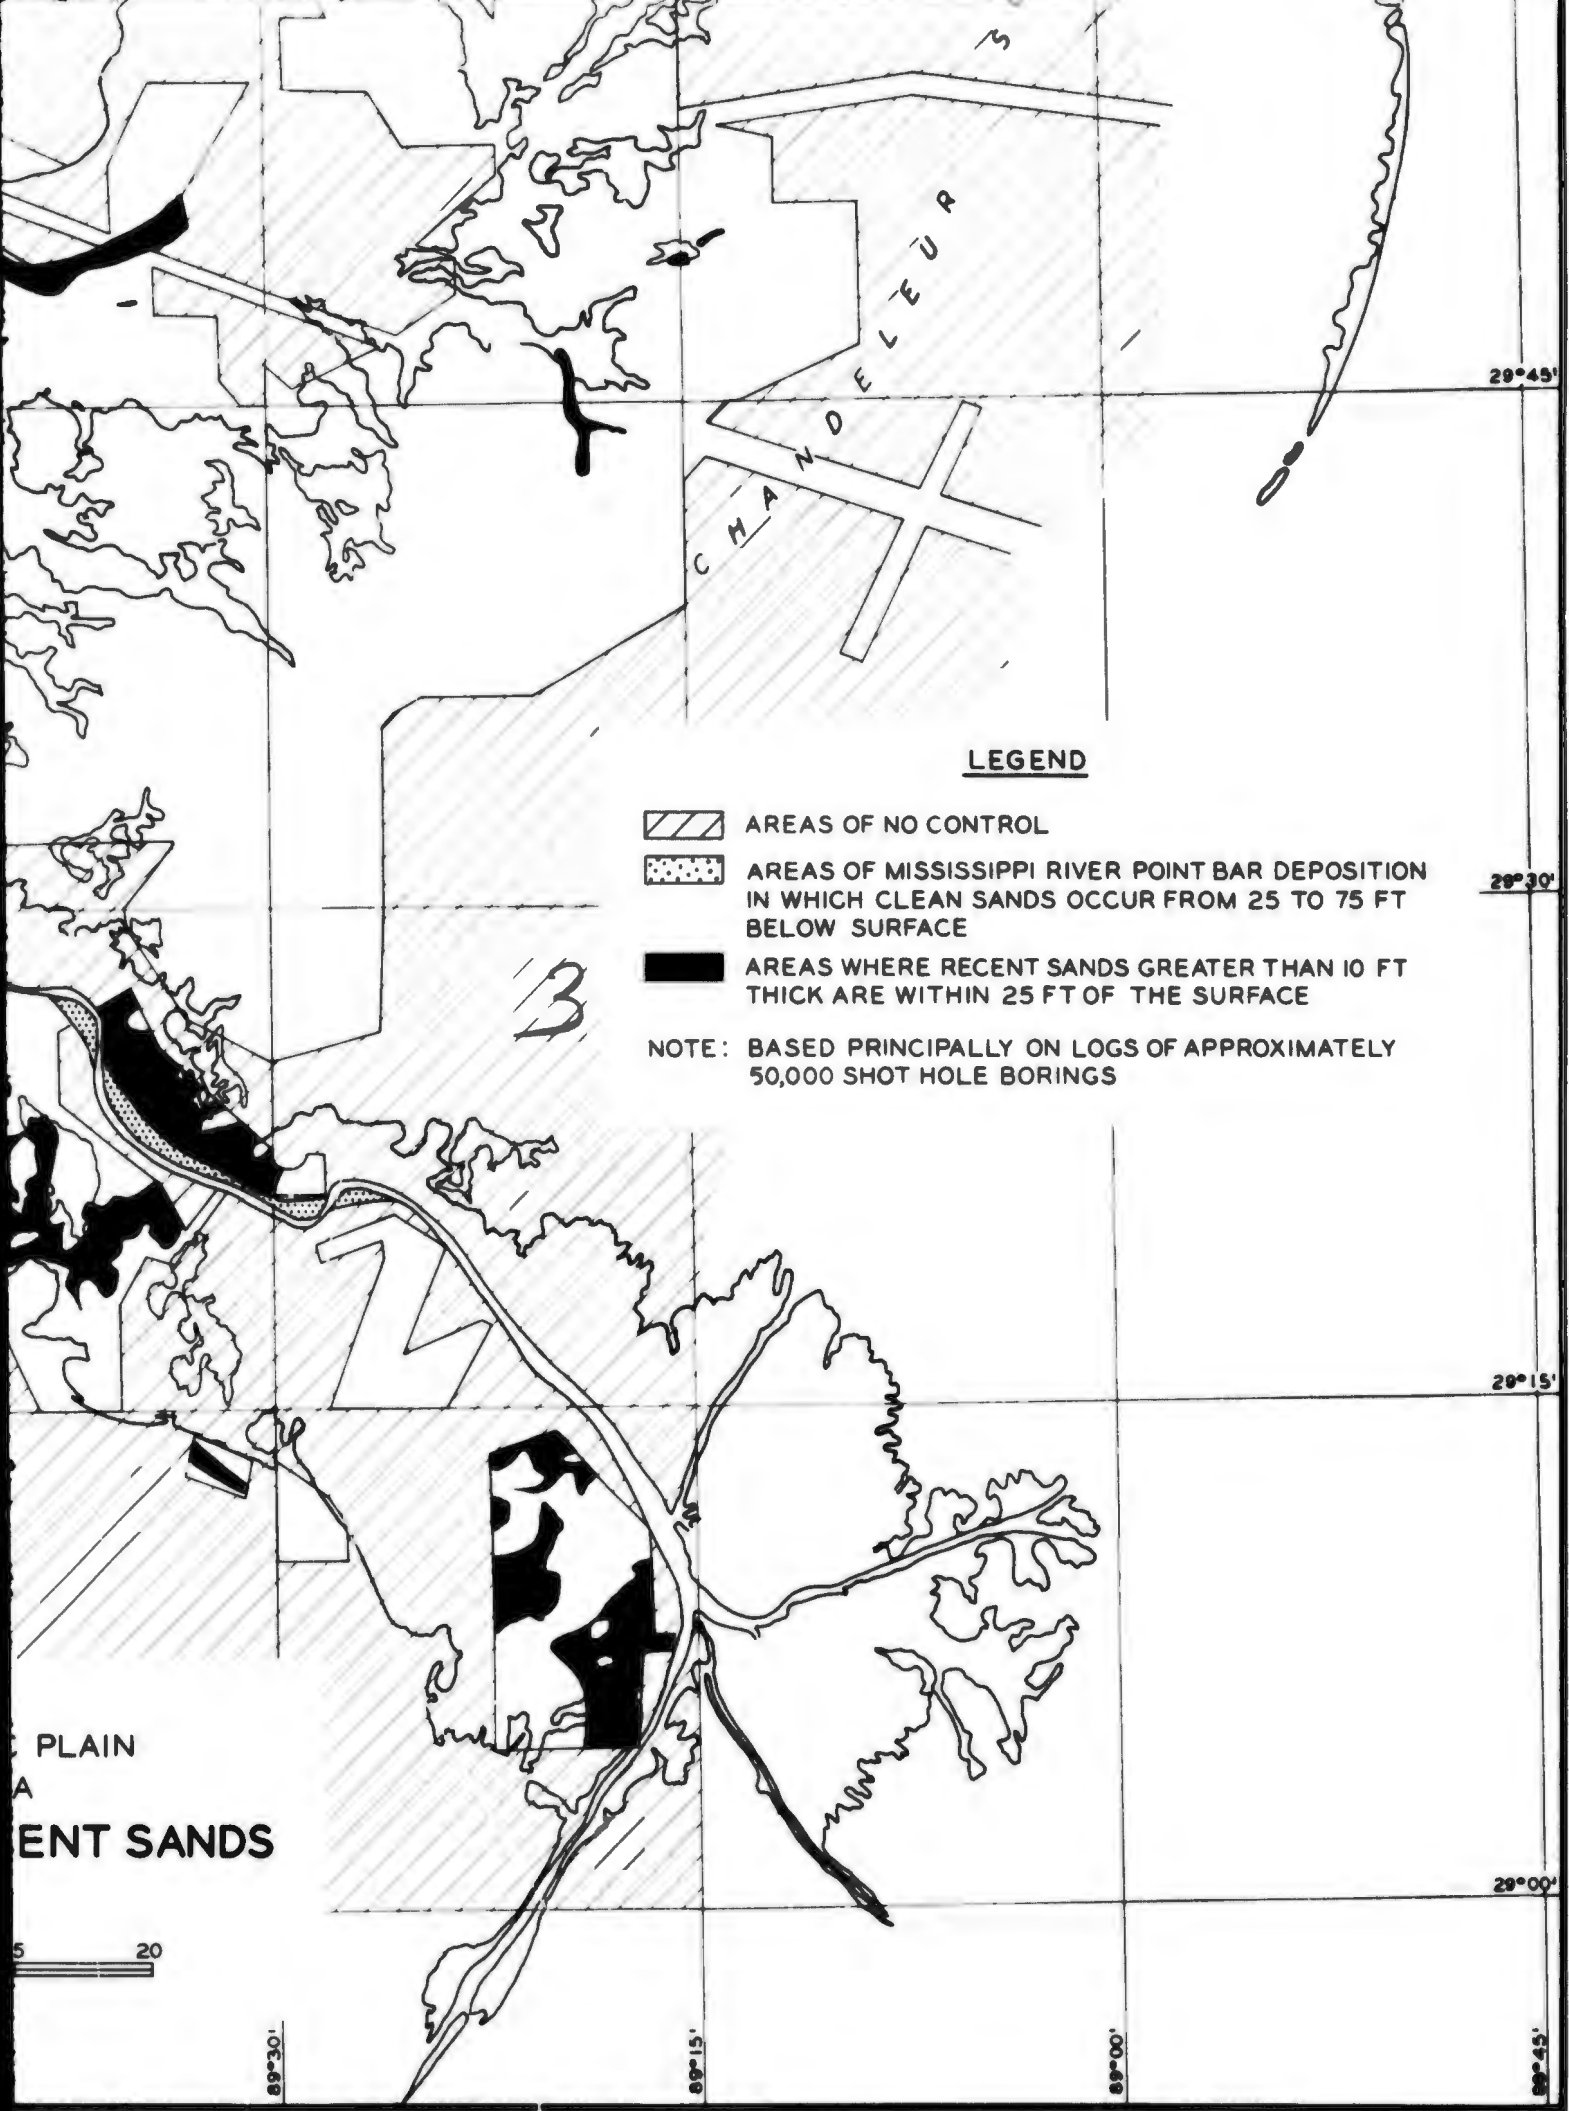 S
CHANDELEUR
29°45'
LEGEND
AREAS OF NO CONTROL
AREAS OF MISSISSIPPI RIVER POINT BAR DEPOSITION
IN WHICH CLEAN SANDS OCCUR FROM 25 TO 75 FT
BELOW SURFACE
29°30'
AREAS WHERE RECENT SANDS GREATER THAN 10 FT
THICK ARE WITHIN 25 FT OF THE SURFACE
3
NOTE: BASED PRINCIPALLY ON LOGS OF APPROXIMATELY
50,000 SHOT HOLE BORINGS
29°15'
PLAIN
A
ENT SANDS
29°00'
5 20
89°30' 89°15' 89°00' 88°45'